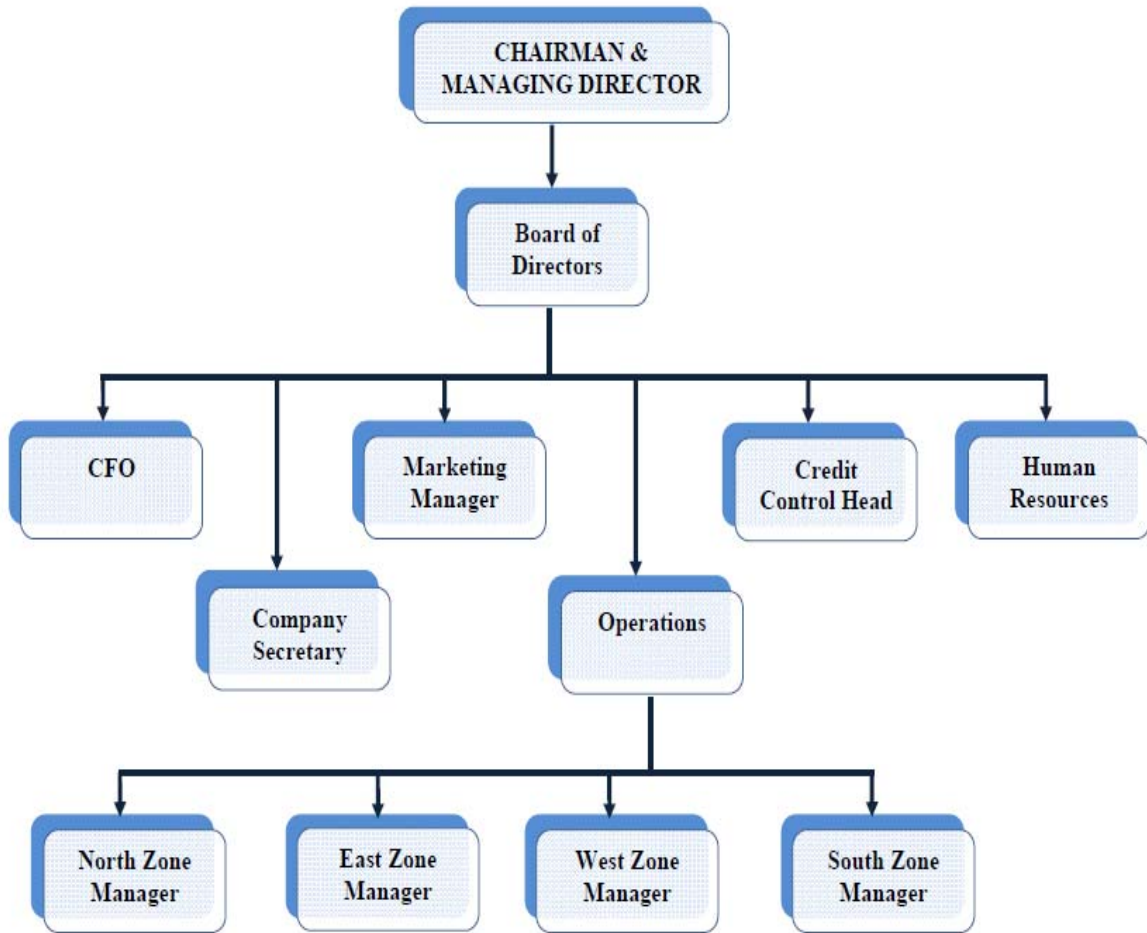 CHAIRMAN &
MANAGING DIRECTOR
Board of
Directors
CFO
Marketing
Manager
Credit
Control Head
Human
Resources
Company
Secretary
Operations
North Zone
Manager
East Zone
Manager
West Zone
Manager
South Zone
Manager